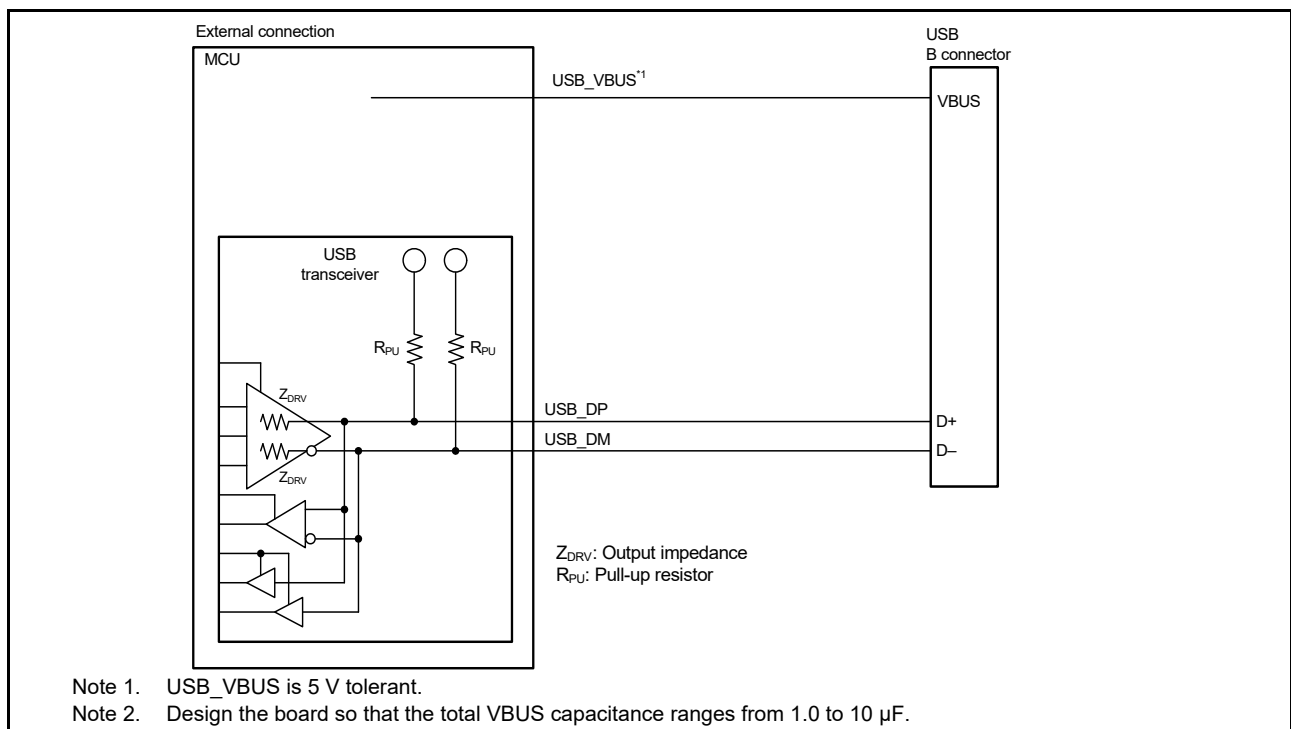 External connection
USB
B connector
MCU
USB_VBUS*1
VBUS
USB
transceiver
RPU
RPU
ZDRV
USB_DP
D+
USB_DM
D–
ZDRV
ZDRV: Output impedance
RPU: Pull-up resistor
Note 1. USB_VBUS is 5 V tolerant.
Note 2. Design the board so that the total VBUS capacitance ranges from 1.0 to 10 µF.